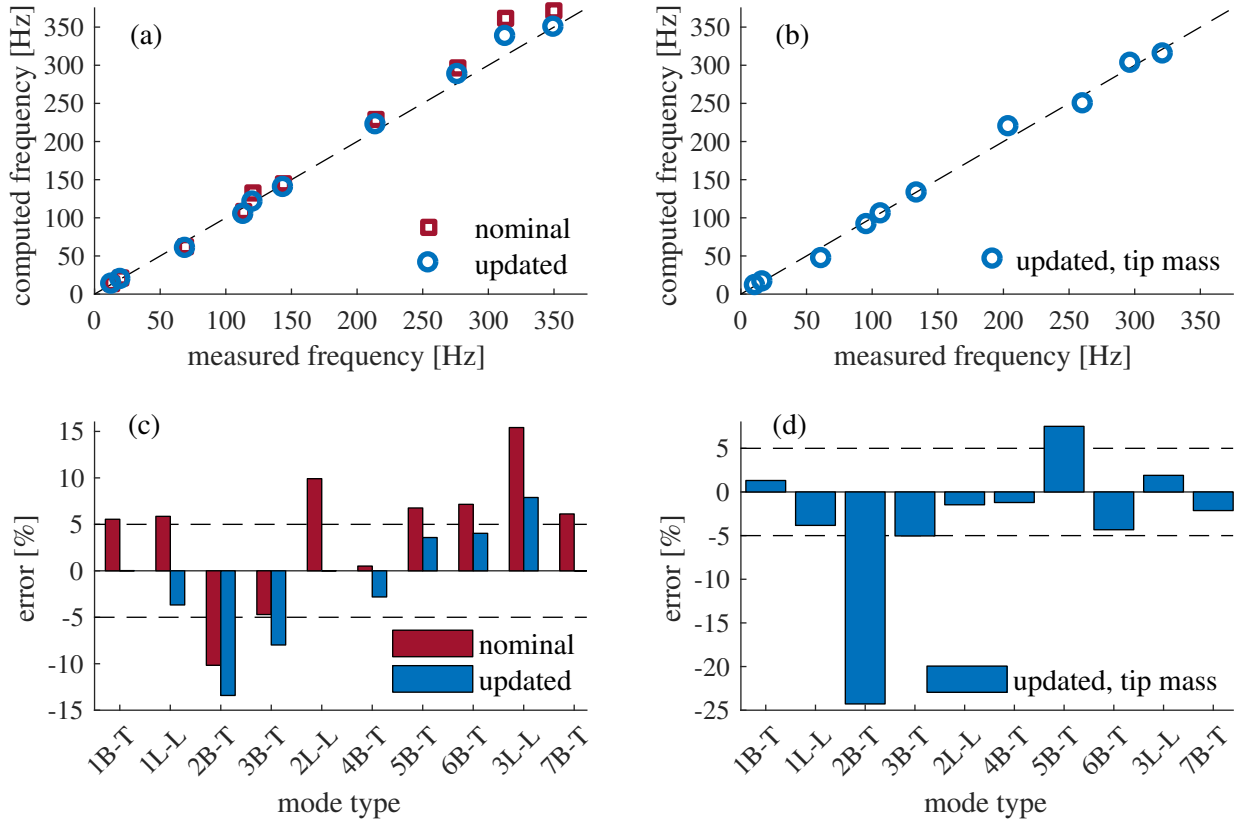 (a)
computed frequency [Hz]
350
300
250
200
150
100
50
0
nominal
updated
0 50 100 150 200 250 300 350
measured frequency [Hz]
(b)
computed frequency [Hz]
350
300
250
200
150
100
50
0
updated, tip mass
0 50 100 150 200 250 300 350
measured frequency [Hz]
(c)
error [%]
15
10
5
0
-5
-10
-15
nominal
updated
1B-T 1L-L 2B-T 3B-T 2L-L 4B-T 5B-T 6B-T 3L-L 7B-T
mode type
(d)
error [%]
5
0
-5
-10
-15
-20
-25
updated, tip mass
1B-T 1L-L 2B-T 3B-T 2L-L 4B-T 5B-T 6B-T 3L-L 7B-T
mode type